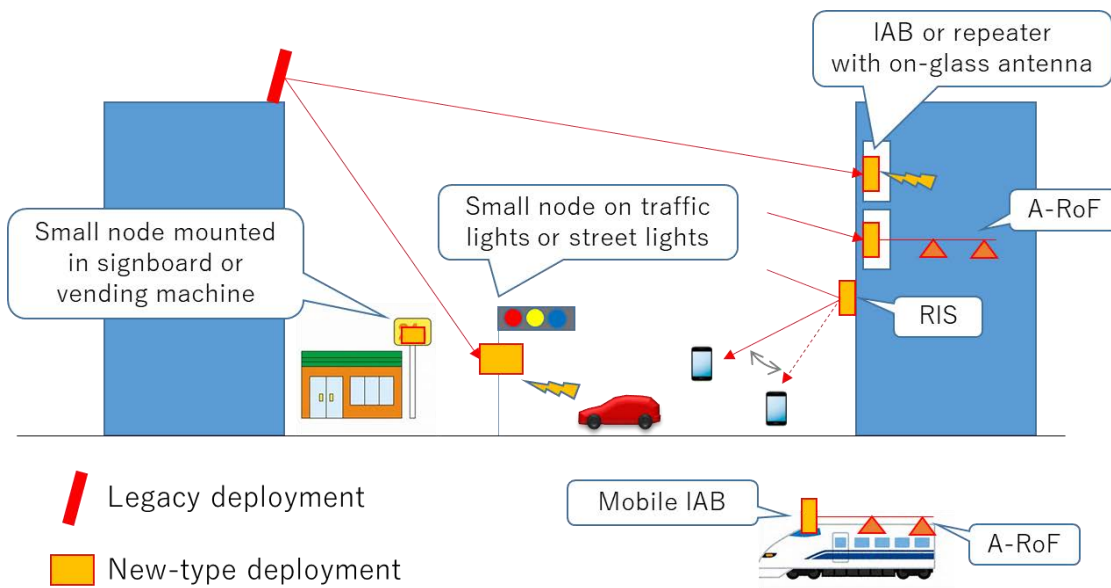 IAB or repeater
with on-glass antenna
Small node on traffic
lights or street lights
A-RoF
Small node mounted
in signboard or
vending machine
RIS
Legacy deployment
Mobile IAB
A-RoF
New-type deployment